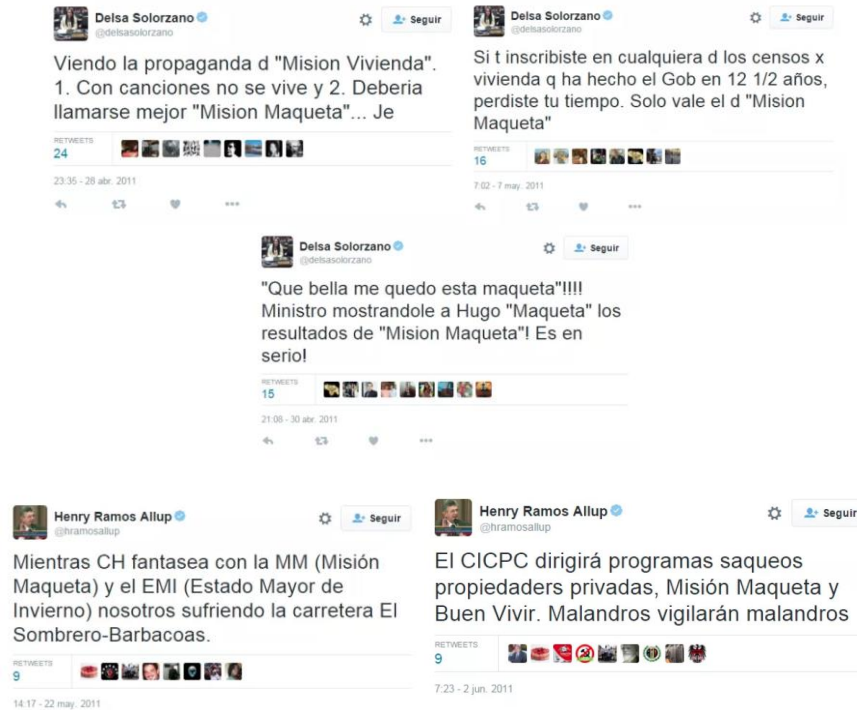 Delsa Solorzano
@delsasolorzano
Seguir
Viendo la propaganda d "Mision Vivienda".
1. Con canciones no se vive y 2. Deberia
llamarse mejor "Mision Maqueta"... Je
RETWEETS
24
23:35 - 28 abr. 2011
Delsa Solorzano
@delsasolorzano
Seguir
Si t inscribiste en cualquiera d los censos x
vivienda q ha hecho el Gob en 12 1/2 años,
perdiste tu tiempo. Solo vale el d "Mision
Maqueta"
RETWEETS
16
7:02 - 7 may. 2011
Delsa Solorzano
@delsasolorzano
Seguir
"Que bella me quedo esta maqueta"!!!!
Ministro mostrandole a Hugo "Maqueta" los
resultados de "Mision Maqueta"! Es en
serio!
RETWEETS
15
21:08 - 30 abr. 2011
Henry Ramos Allup
@hramosallup
Seguir
Mientras CH fantasea con la MM (Misión
Maqueta) y el EMI (Estado Mayor de
Invierno) nosotros sufriendo la carretera El
Sombrero-Barbacoas.
RETWEETS
9
14:17 - 22 may. 2011
Henry Ramos Allup
@hramosallup
Seguir
El CICPC dirigirá programas saqueos
propiedaders privadas, Misión Maqueta y
Buen Vivir. Malandros vigilarán malandros
RETWEETS
9
7:23 - 2 jun. 2011